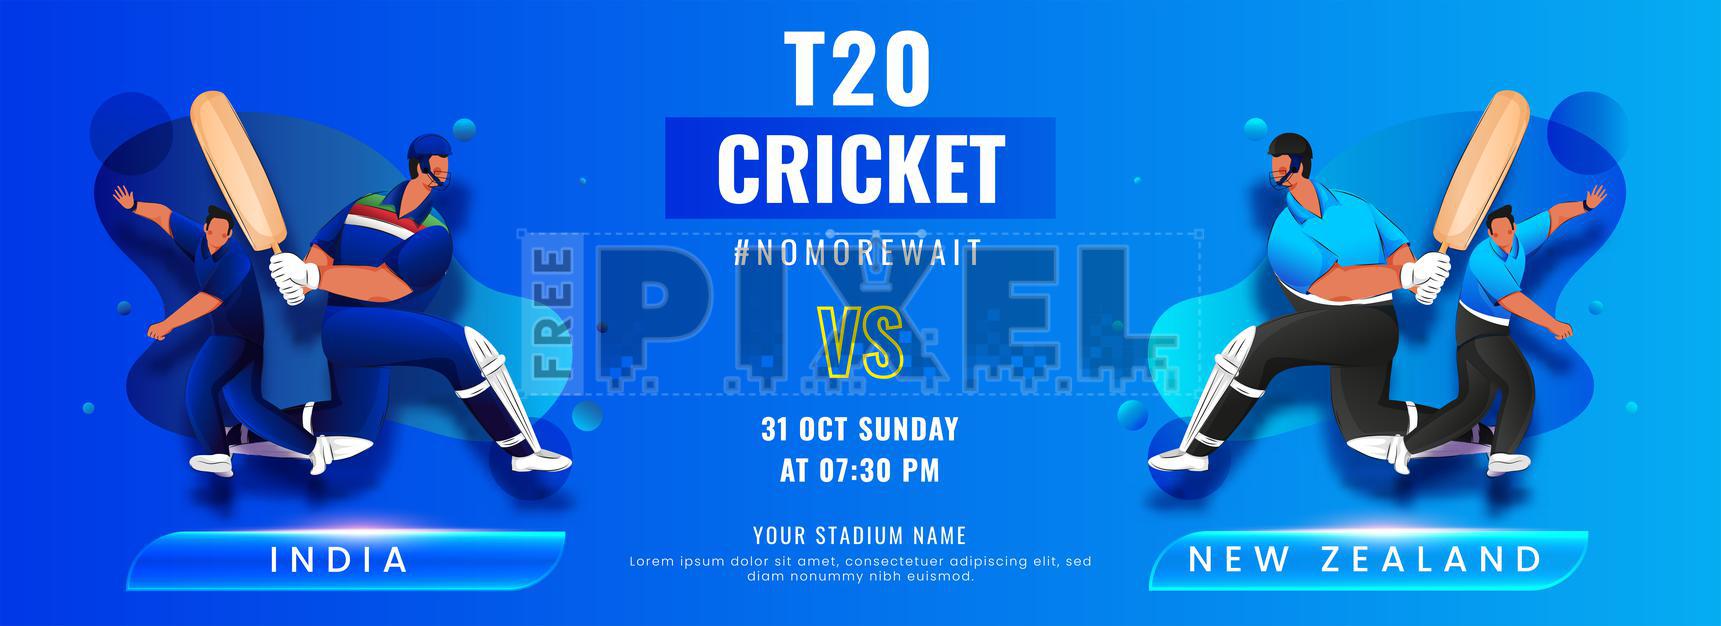 T20
CRICKET
#NOMOREWAIT
FREE
PIXEL
VS
31 OCT SUNDAY
AT 07:30 PM
YOUR STADIUM NAME
Lorem ipsum dolor sit amet, consectetuer adipiscing elit, sed
diam nonummy nibh euismod.
INDIA
NEW ZEALAND